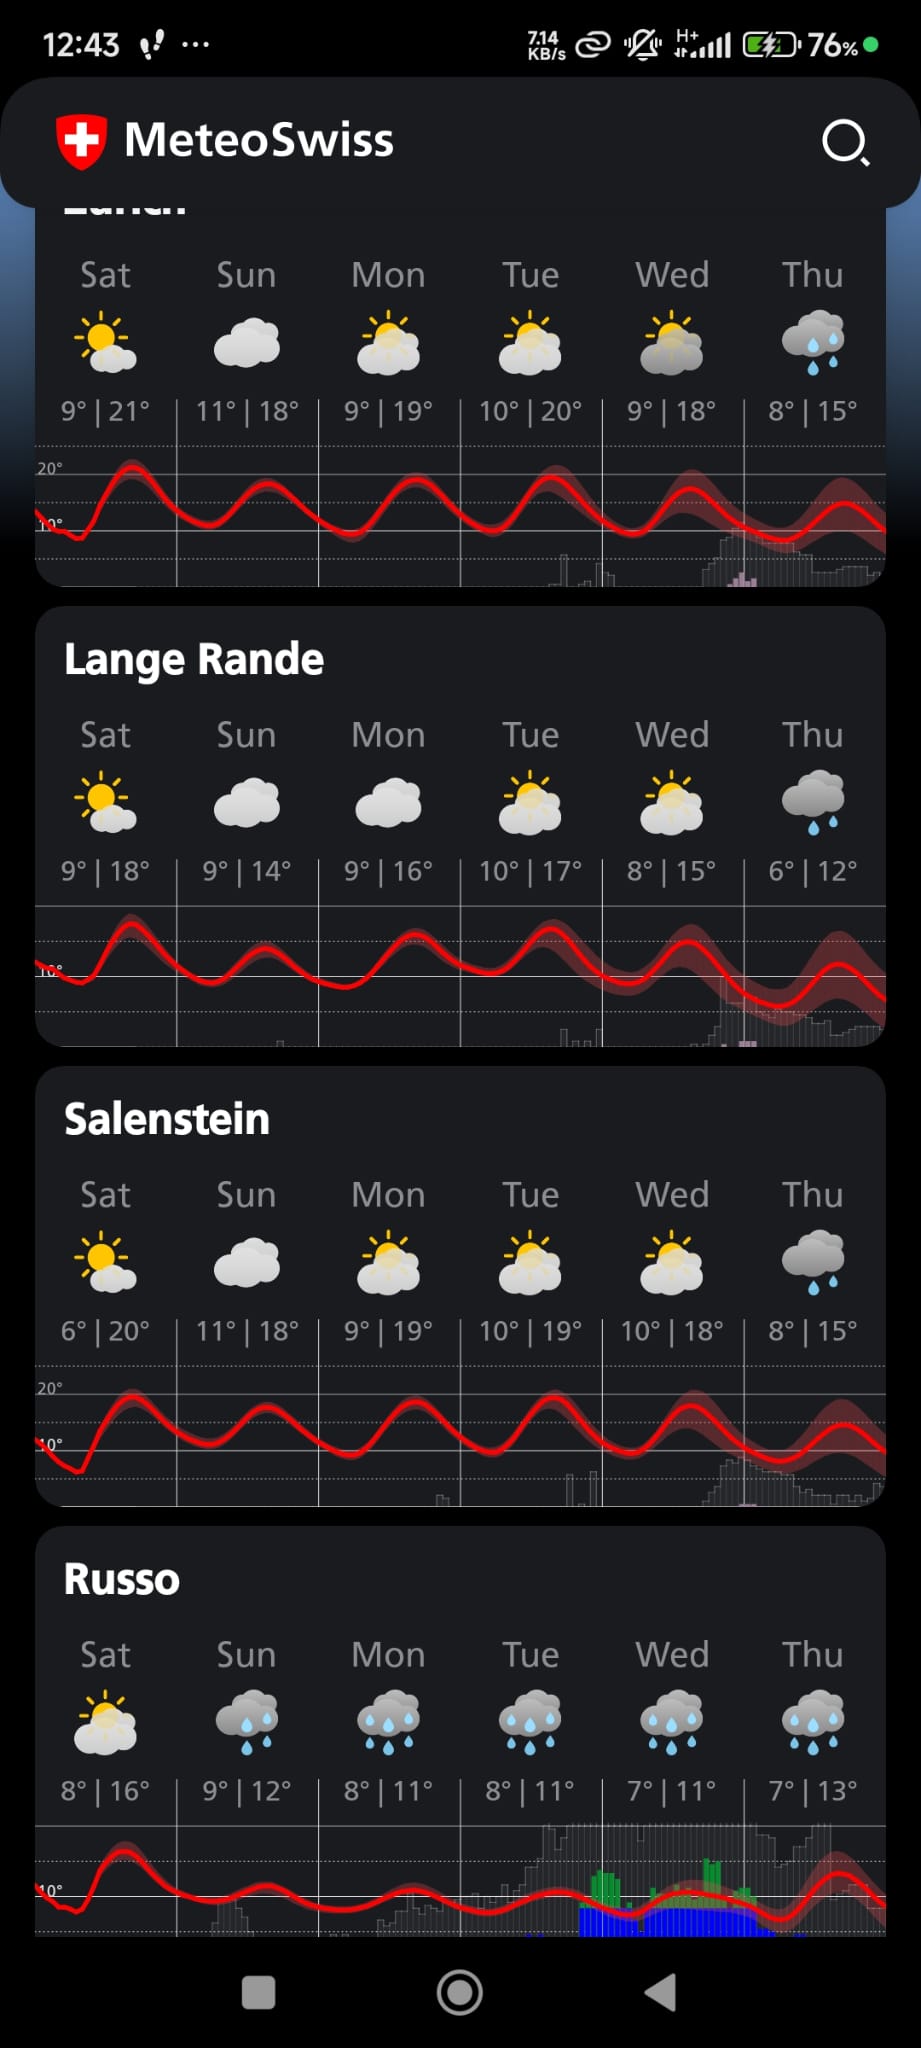 12:43 ... 7.14 KB/s H+ 76%
MeteoSwiss
Zürich
Sat Sun Mon Tue Wed Thu
9° | 21° 11° | 18° 9° | 19° 10° | 20° 9° | 18° 8° | 15°
20°
10°
Lange Rande
Sat Sun Mon Tue Wed Thu
9° | 18° 9° | 14° 9° | 16° 10° | 17° 8° | 15° 6° | 12°
10°
Salenstein
Sat Sun Mon Tue Wed Thu
6° | 20° 11° | 18° 9° | 19° 10° | 19° 10° | 18° 8° | 15°
20°
10°
Russo
Sat Sun Mon Tue Wed Thu
8° | 16° 9° | 12° 8° | 11° 8° | 11° 7° | 11° 7° | 13°
10°